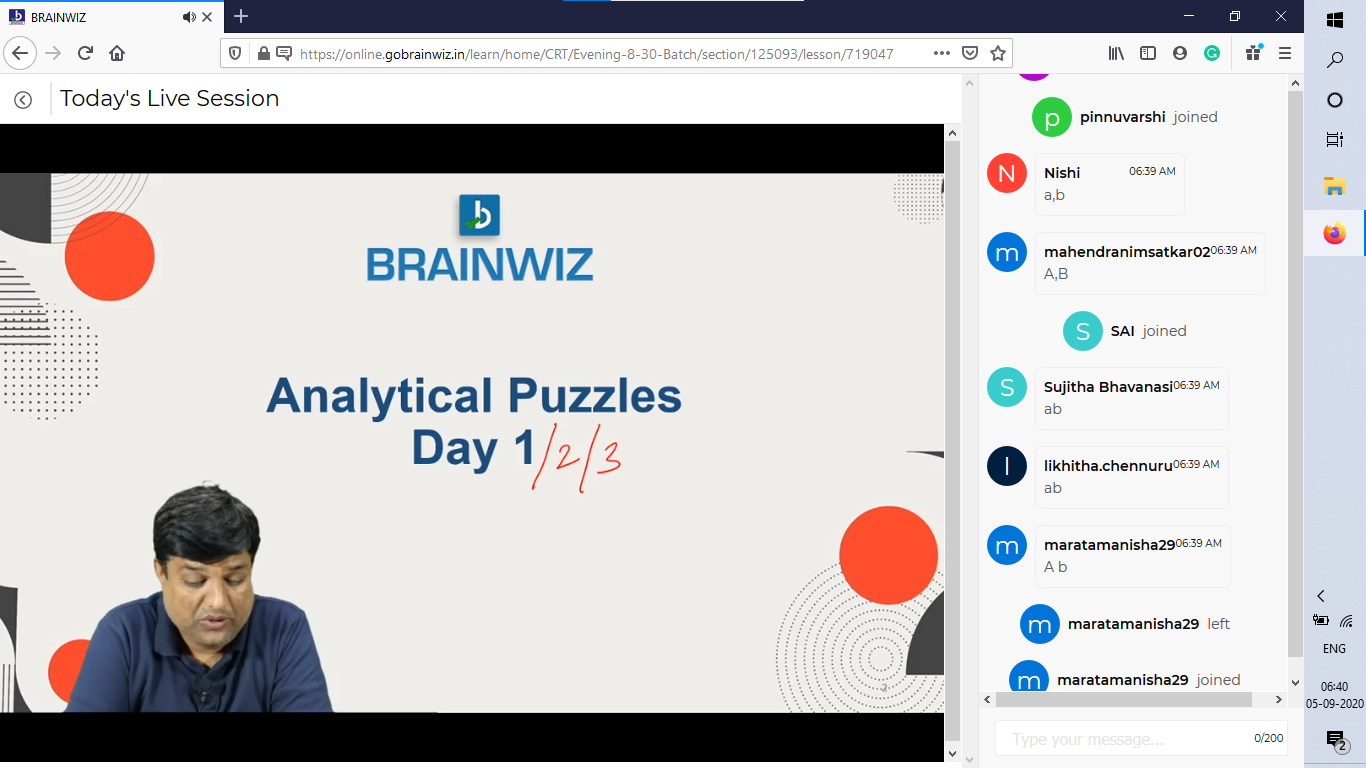 BRAINWIZ
https://online.gobrainwiz.in/learn/home/CRT/Evening-8-30-Batch/section/125093/lesson/719047
Today's Live Session
b
BRAINWIZ
Analytical Puzzles
Day 1/2/3
2
p pinnuvarshi joined
N Nishi 06:39 AM
a,b
m mahendranimsatkar02 06:39 AM
A,B
S SAI joined
S Sujitha Bhavanasi 06:39 AM
ab
l likhitha.chennuru 06:39 AM
ab
m maratamanisha29 06:39 AM
A b
m maratamanisha29 left
m maratamanisha29 joined
Type your message... 0/200
ENG
06:40
05-09-2020
2